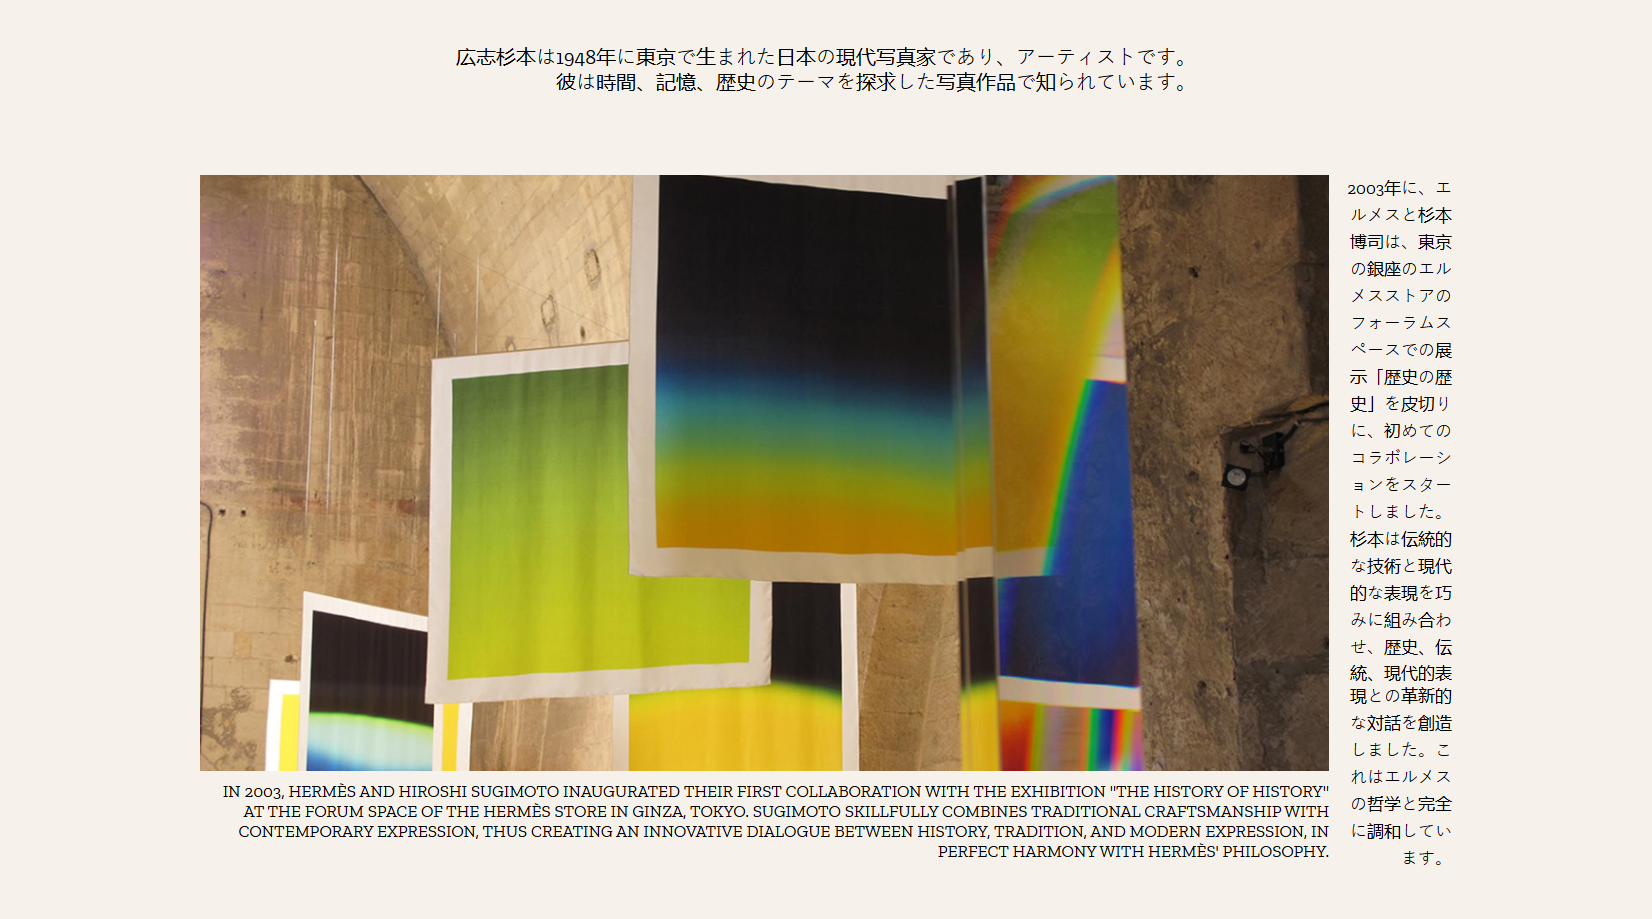 広志杉本は1948年に東京で生まれた日本の現代写真家であり、アーティストです。
彼は時間、記憶、歴史のテーマを探求した写真作品で知られています。
2003年に、エ
ルメスと杉本
博司は、東京
の銀座のエル
メスストアの
フォーラムス
ペースでの展
示「歴史の歴
史」を皮切り
に、初めての
コラボレーシ
ョンをスター
トしました。
杉本は伝統的
な技術と現代
的な表現を巧
みに組み合わ
せ、歴史、伝
統、現代的表
現との革新的
な対話を創造
しました。こ
れはエルメス
の哲学と完全
に調和してい
ます。
IN 2003, HERMÈS AND HIROSHI SUGIMOTO INAUGURATED THEIR FIRST COLLABORATION WITH THE EXHIBITION "THE HISTORY OF HISTORY"
AT THE FORUM SPACE OF THE HERMÈS STORE IN GINZA, TOKYO. SUGIMOTO SKILLFULLY COMBINES TRADITIONAL CRAFTSMANSHIP WITH
CONTEMPORARY EXPRESSION, THUS CREATING AN INNOVATIVE DIALOGUE BETWEEN HISTORY, TRADITION, AND MODERN EXPRESSION, IN
PERFECT HARMONY WITH HERMÈS' PHILOSOPHY.